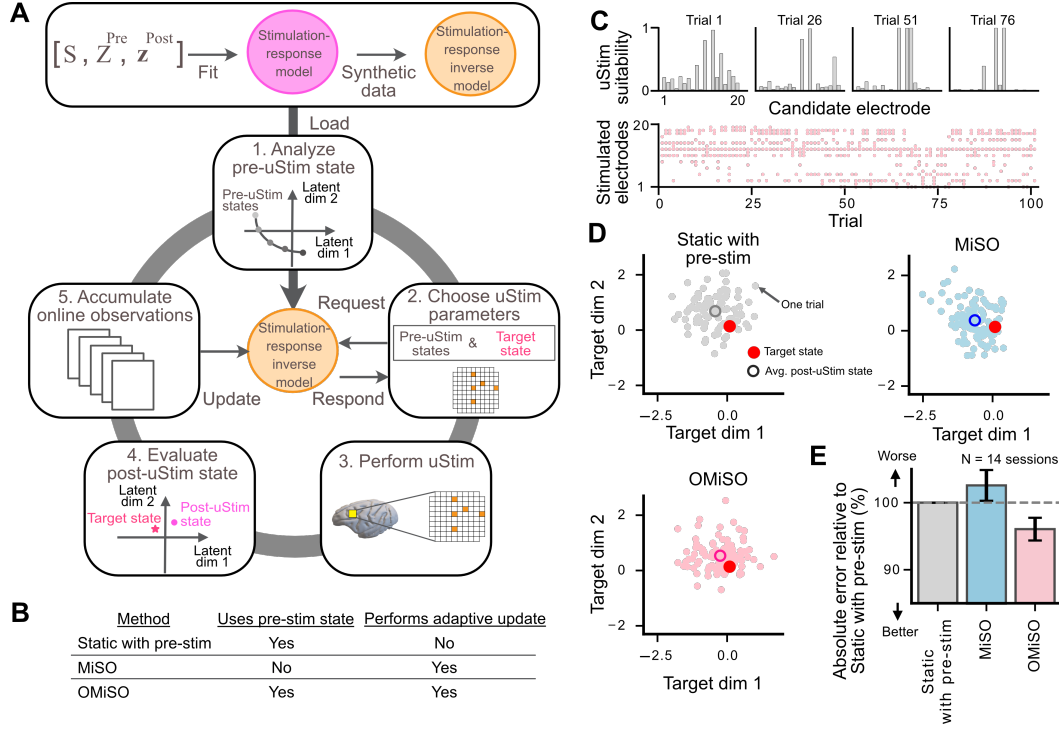 A
[ S , Z^Pre , z^Post ]
Fit
Stimulation-
response
model
Synthetic
data
Stimulation-
response
inverse
model
Load
1. Analyze
pre-uStim state
Pre-uStim
states
Latent
dim 2
Latent
dim 1
5. Accumulate
online observations
Update
Stimulation-
response
inverse
model
Request
Respond
2. Choose uStim
parameters
Pre-uStim
states
&
Target
state
4. Evaluate
post-uStim state
Latent
dim 2
Target state
Post-uStim
state
Latent
dim 1
3. Perform uStim
B
Method Uses pre-stim state Performs adaptive update
Static with pre-stim Yes No
MiSO No Yes
OMiSO Yes Yes
C
Trial 1 Trial 26 Trial 51 Trial 76
uStim
suitability
1
0
1 20
Candidate electrode
Stimulated
electrodes
20
1
0 25 50 75 100
Trial
D
Static with
pre-stim
Target dim 2
2
0
−2
One trial
Target state
Avg. post-uStim state
−2.5 0.0
Target dim 1
MiSO
2
0
−2
−2.5 0.0
Target dim 1
OMiSO
Target dim 2
2
0
−2
−2.5 0.0
Target dim 1
E
Worse
N = 14 sessions
Absolute error relative to
Static with pre-stim (%)
100
90
Better
Static
with pre-stim
MiSO
OMiSO